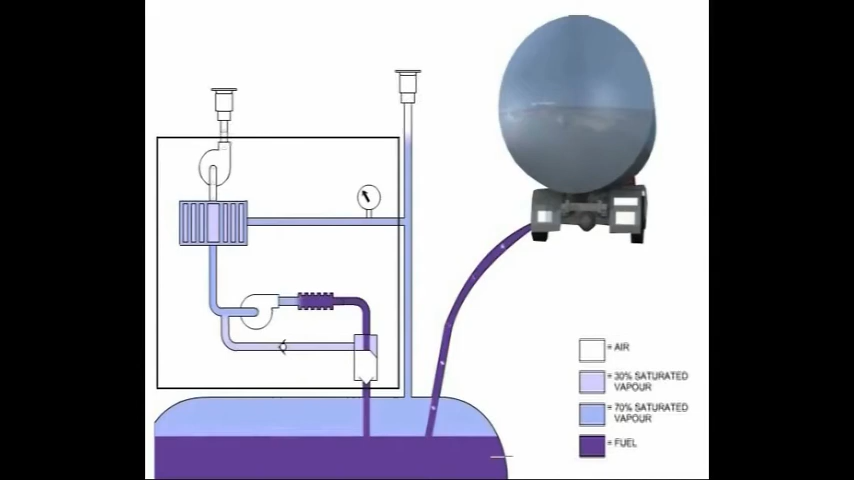 = AIR
= 30% SATURATED
VAPOUR
= 70% SATURATED
VAPOUR
= FUEL